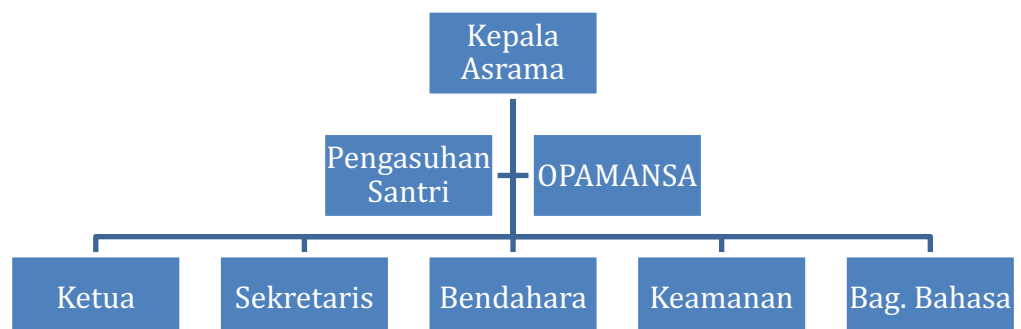 Kepala
Asrama
Pengasuhan
Santri
OPAMANSA
Ketua
Sekretaris
Bendahara
Keamanan
Bag. Bahasa